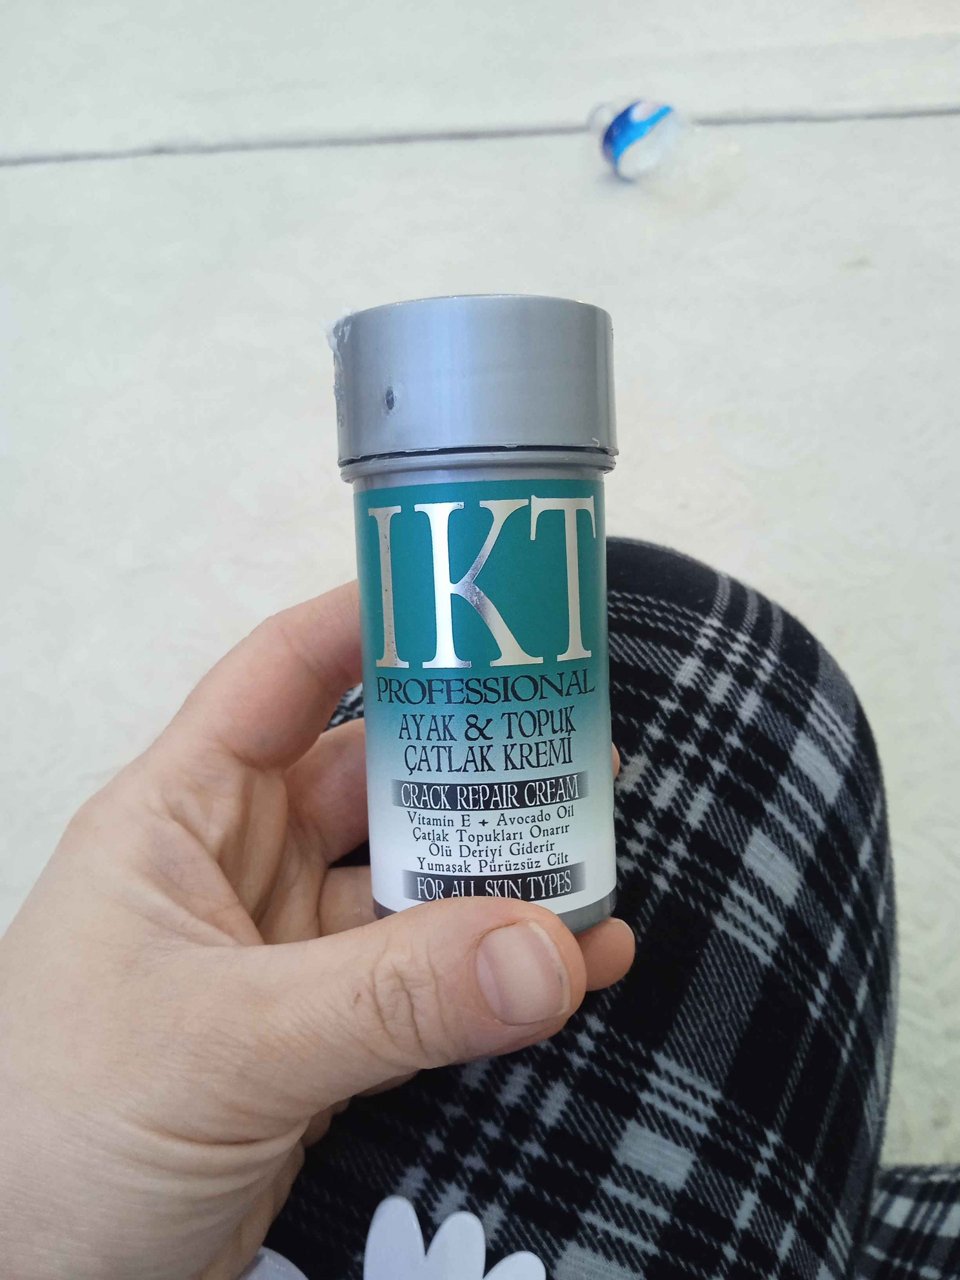 IKT
PROFESSIONAL
AYAK & TOPUK
ÇATLAK KREMİ
CRACK REPAIR CREAM
Vitamin E + Avocado Oil
Çatlak Topukları Onarır
Ölü Deriyi Giderir
Yumaşak Pürüzsüz Cilt
FOR ALL SKIN TYPES